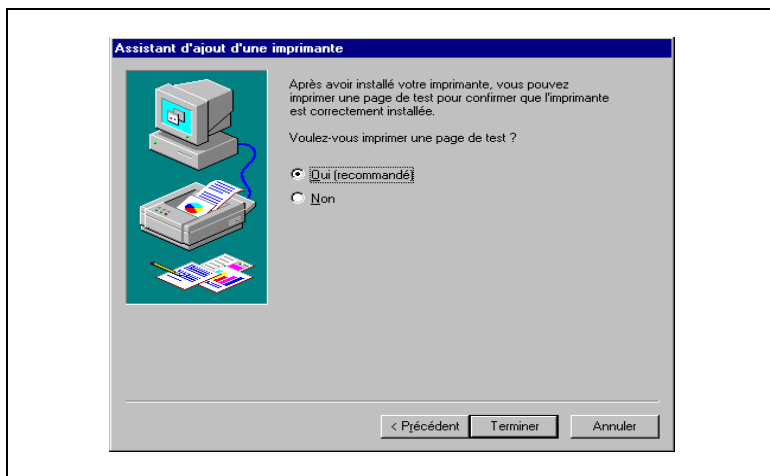 Assistant d'ajout d'une imprimante
Après avoir installé votre imprimante, vous pouvez
imprimer une page de test pour confirmer que l'imprimante
est correctement installée.
Voulez-vous imprimer une page de test ?
Oui (recommandé)
Non
< Précédent
Terminer
Annuler